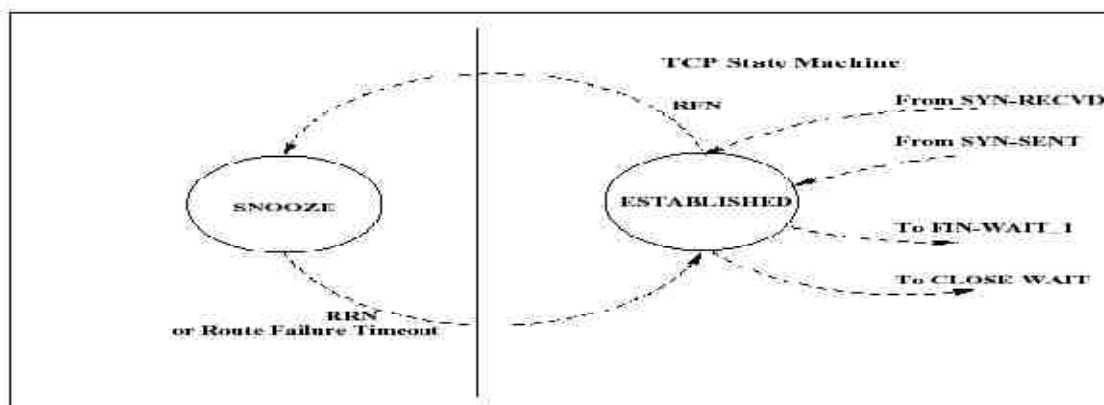 TCP State Machine
RFN
From SYN-RECVD
From SYN-SENT
SNOOZE
ESTABLISHED
To FIN-WAIT_1
To CLOSE-WAIT
RRN
or Route Failure Timeout